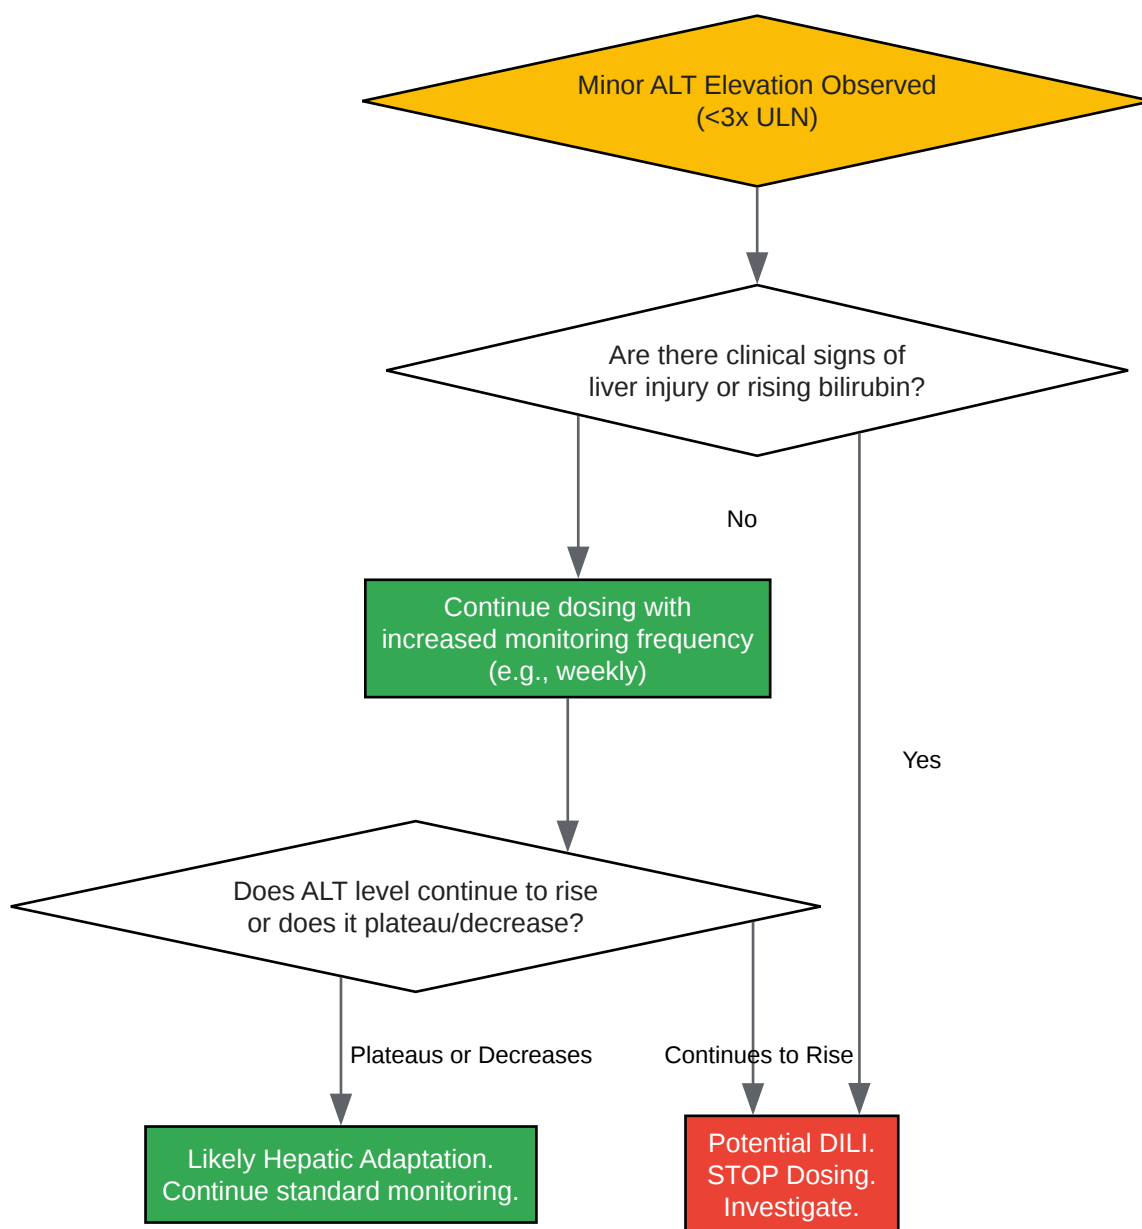 Minor ALT Elevation Observed
(<3x ULN)
Are there clinical signs of
liver injury or rising bilirubin?
No
Continue dosing with
increased monitoring frequency
(e.g., weekly)
Yes
Does ALT level continue to rise
or does it plateau/decrease?
Plateaus or Decreases
Continues to Rise
Likely Hepatic Adaptation.
Continue standard monitoring.
Potential DILI.
STOP Dosing.
Investigate.